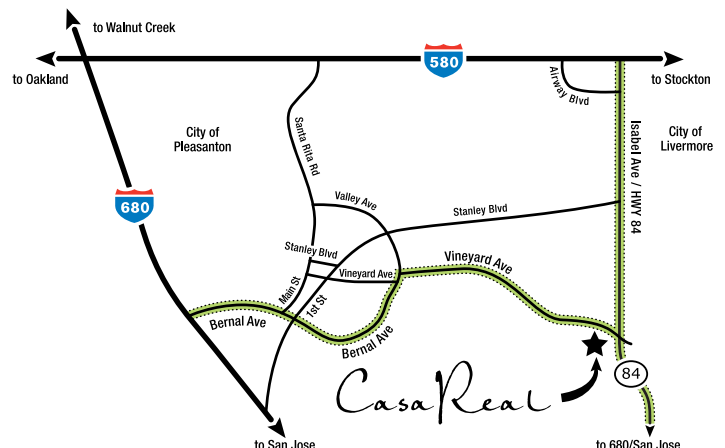 to Walnut Creek
580
to Oakland
to Stockton
Airway Blvd
City of
Pleasanton
Santa Rita Rd
Isabel Ave / HWY 84
City of
Livermore
680
Valley Ave
Stanley Blvd
Stanley Blvd
Vineyard Ave
Vineyard Ave
Main St
1st St
Bernal Ave
Bernal Ave
84
CasaReal
to San Jose
to 680/San Jose